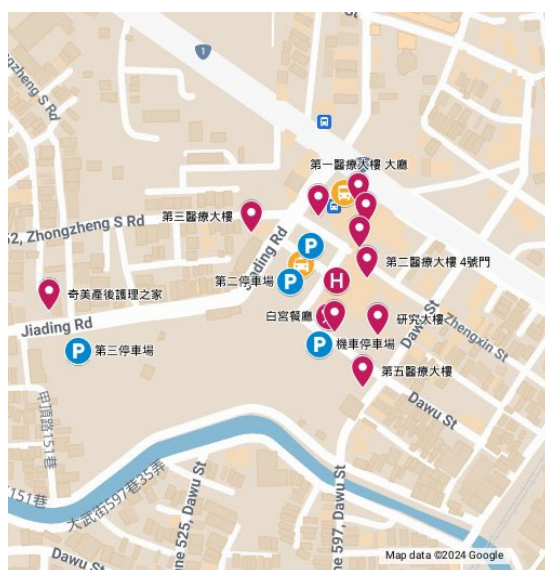 St
1
ngzheng S Rd
第一醫療大樓 大廳
第三醫療大樓
52, Zhongzheng S Rd
Jiading Rd
P
第二醫療大樓 4號門
第二停車場
P
H
奇美產後護理之家
白宮餐廳
研究大樓
Dawu St
Zhengxin St
Jiading Rd
第三停車場
P
P
機車停車場
第五醫療大樓
Dawu St
甲頂路151巷
151巷
大武街597巷35弄
Dawu St
ne 525, Dawu St
ne 597, Dawu St
Map data ©2024 Google